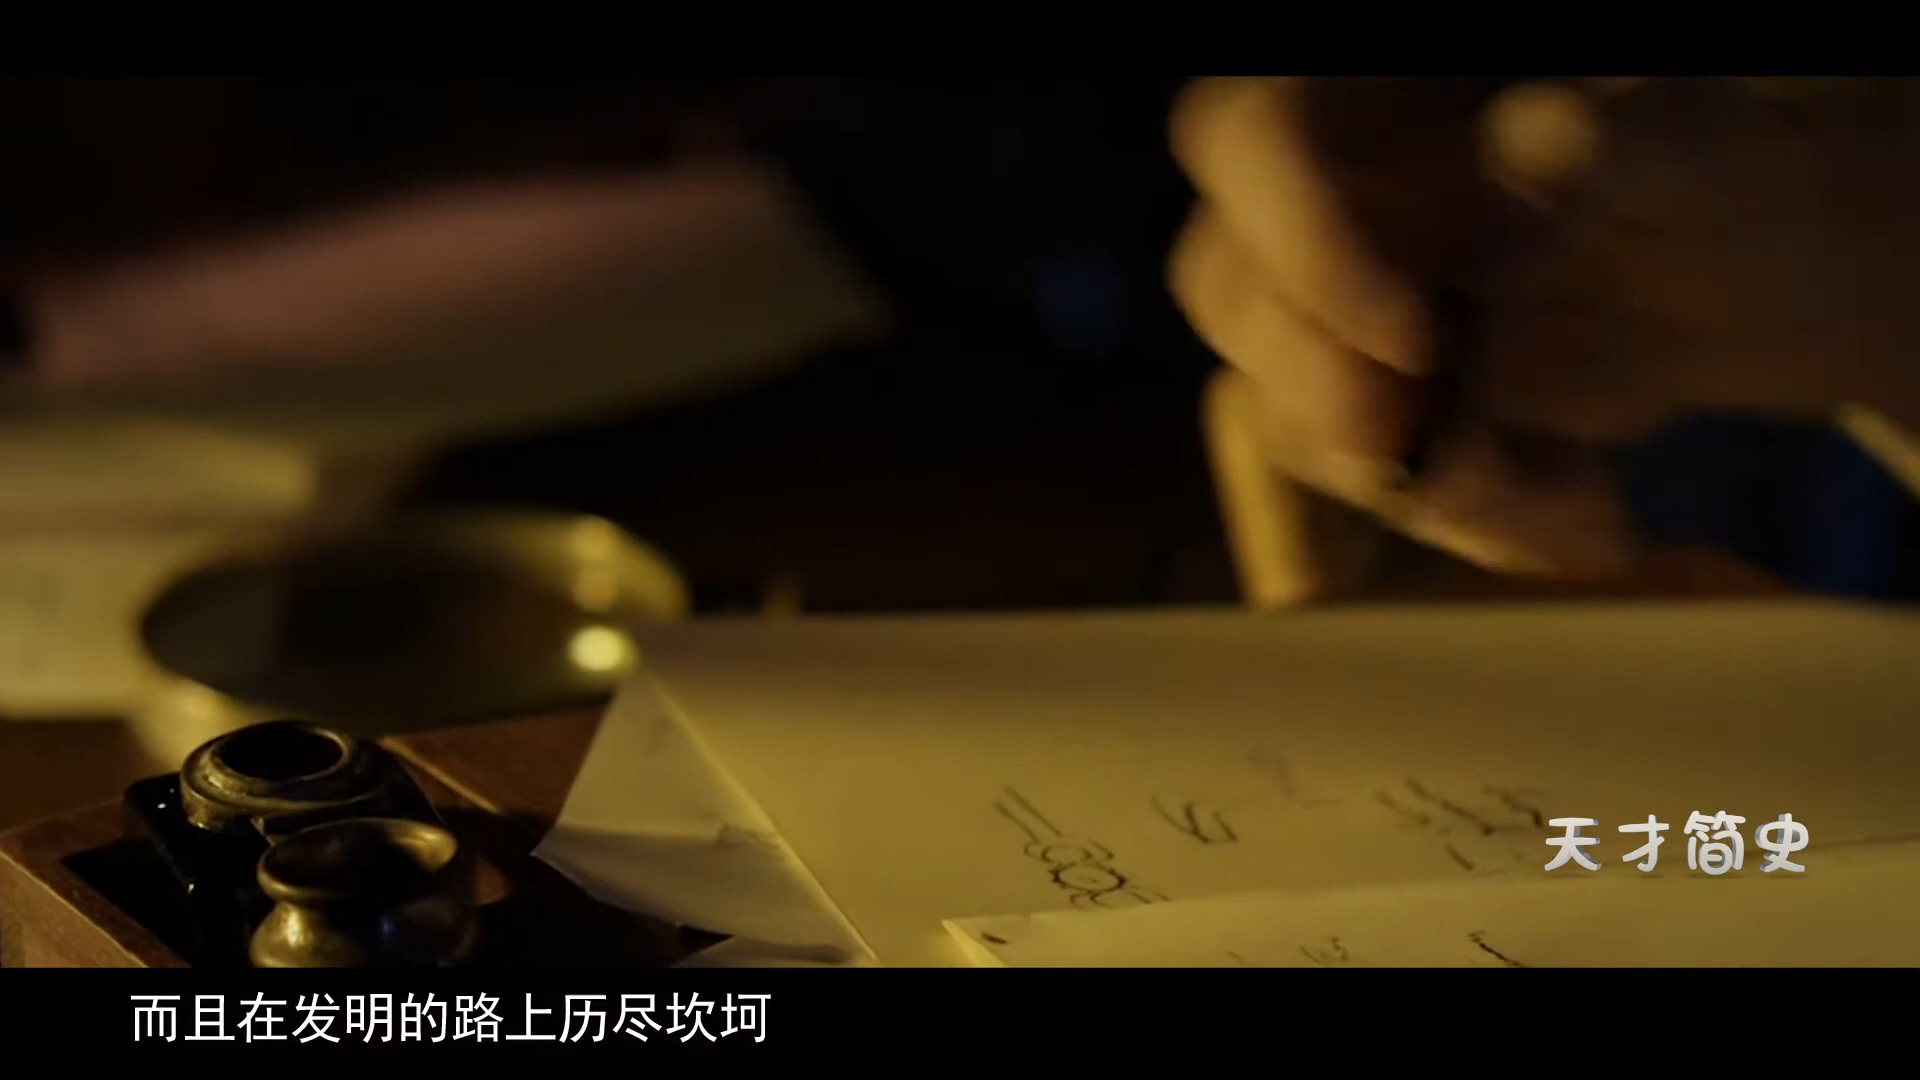 天才简史
而且在发明的路上历尽坎坷